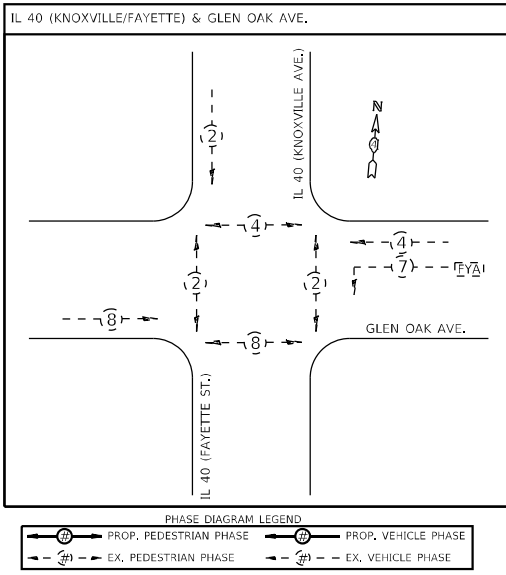 IL 40 (KNOXVILLE/FAYETTE) & GLEN OAK AVE.
IL 40 (KNOXVILLE AVE.)
N
4
2
4
4
7
FYA
2
2
8
8
GLEN OAK AVE.
IL 40 (FAYETTE ST.)
PHASE DIAGRAM LEGEND
# PROP. PEDESTRIAN PHASE
# PROP. VEHICLE PHASE
# EX. PEDESTRIAN PHASE
# EX. VEHICLE PHASE